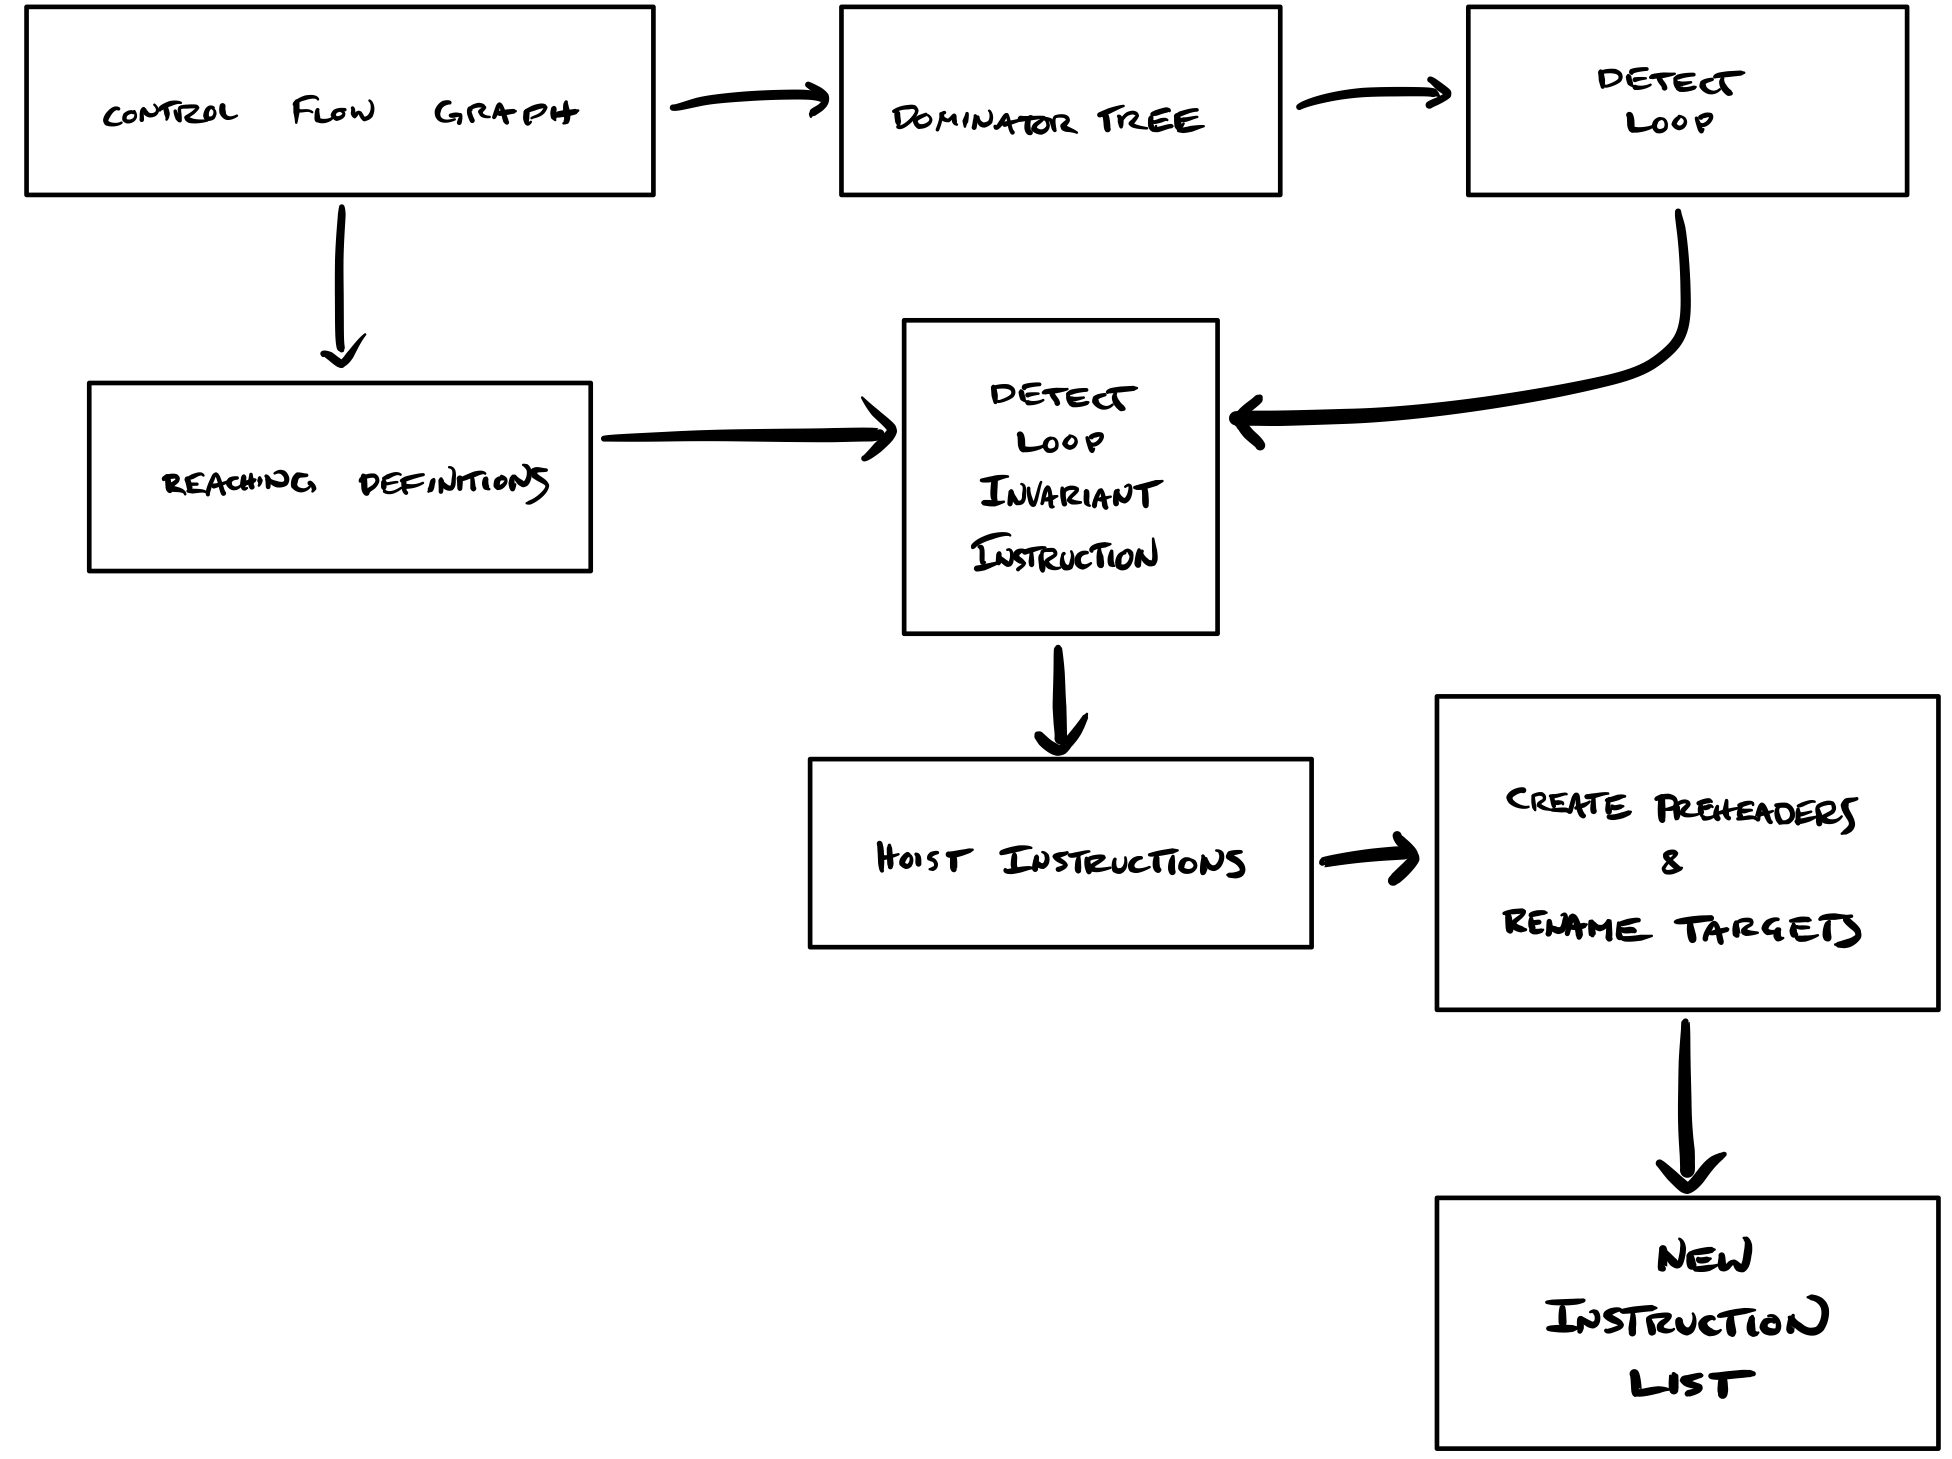 CONTROL FLOW GRAPH
DOMINATOR TREE
DETECT
LOOP
REACHING DEFINITIONS
DETECT
LOOP
INVARIANT
INSTRUCTION
HOIST INSTRUCTIONS
CREATE PREHEADERS
&
RENAME TARGETS
NEW
INSTRUCTION
LIST